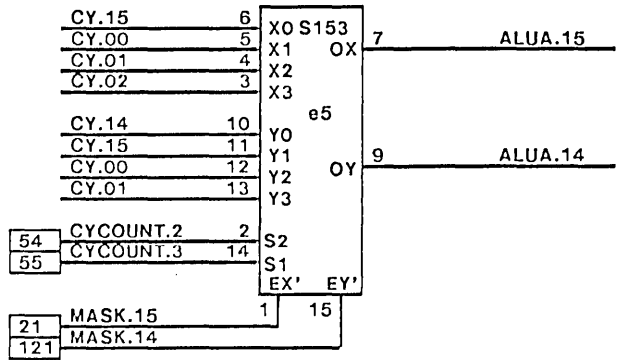 CY.15 6 X0 S153
CY.00 5 X1 OX 7 ALUA.15
CY.01 4 X2
CY.02 3 X3
e5
CY.14 10 Y0
CY.15 11 Y1
CY.00 12 Y2 OY 9 ALUA.14
CY.01 13 Y3
54 CYCOUNT.2 2 S2
55 CYCOUNT.3 14 S1
EX' EY'
1 15
21 MASK.15
121 MASK.14